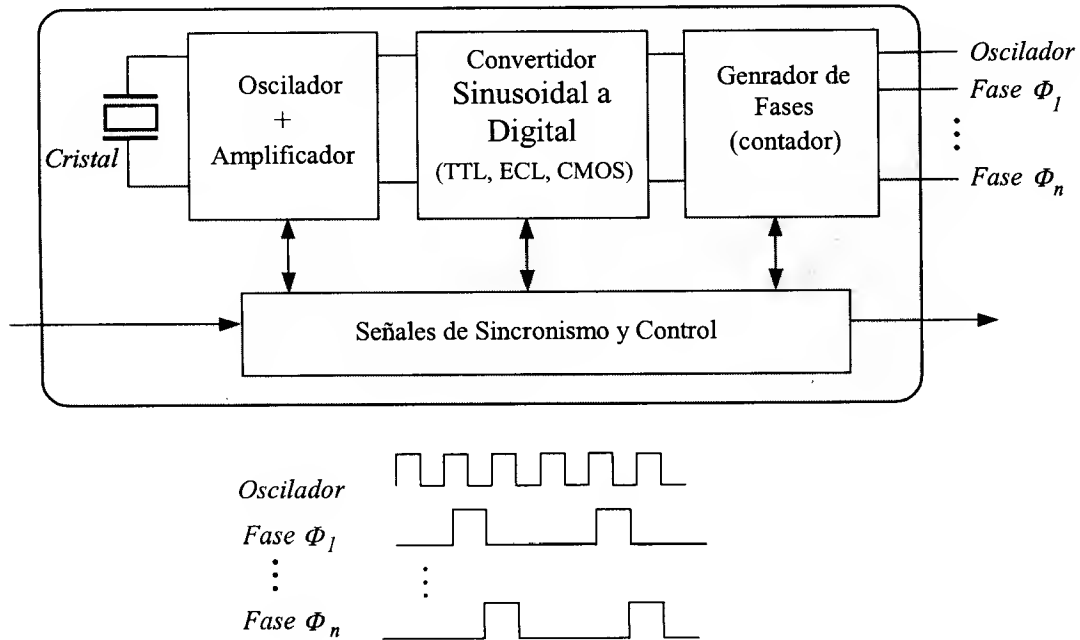 Cristal
Oscilador
+
Amplificador
Convertidor
Sinusoidal a
Digital
(TTL, ECL, CMOS)
Genrador de
Fases
(contador)
Oscilador
Fase Φ1
Fase Φn
Señales de Sincronismo y Control
Oscilador
Fase Φ1
Fase Φn